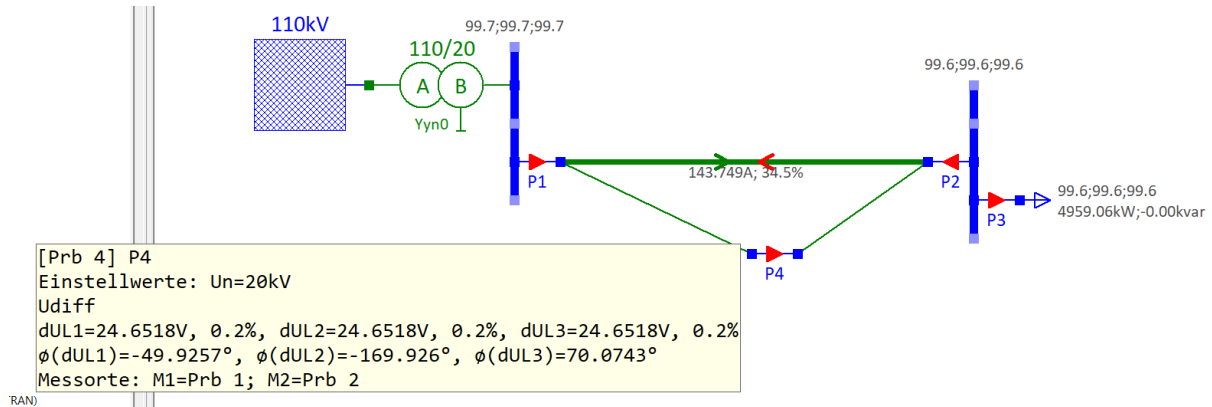 110kV
110/20
A B
Yyn0
99.7;99.7;99.7
99.6;99.6;99.6
P1
143.749A; 34.5%
P2
99.6;99.6;99.6
4959.06kW;-0.00kvar
P3
P4
[Prb 4] P4
Einstellwerte: Un=20kV
Udiff
dUL1=24.6518V, 0.2%, dUL2=24.6518V, 0.2%, dUL3=24.6518V, 0.2%
ø(dUL1)=-49.9257°, ø(dUL2)=-169.926°, ø(dUL3)=70.0743°
Messorte: M1=Prb 1; M2=Prb 2
TRAN)